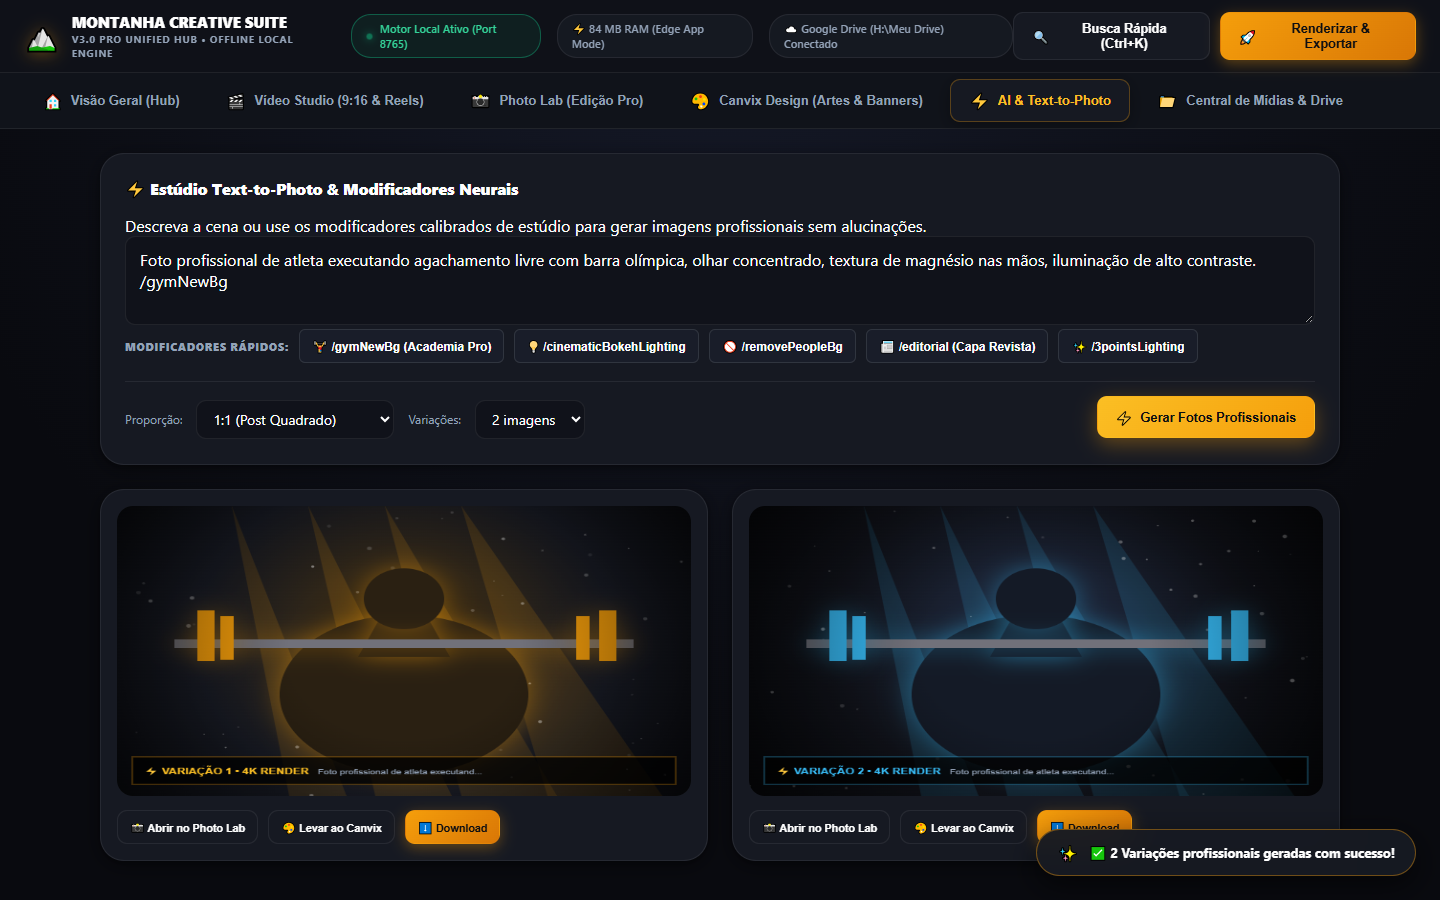 MONTANHA CREATIVE SUITE
V3.0 PRO UNIFIED HUB • OFFLINE LOCAL
ENGINE
Motor Local Ativo (Port
8765)
⚡ 84 MB RAM (Edge App
Mode)
☁️ Google Drive (H:\Meu Drive)
Conectado
🔍 Busca Rápida
(Ctrl+K)
🚀 Renderizar &
Exportar
🏠 Visão Geral (Hub)
🎬 Vídeo Studio (9:16 & Reels)
📸 Photo Lab (Edição Pro)
🎨 Canvix Design (Artes & Banners)
⚡ AI & Text-to-Photo
📁 Central de Mídias & Drive
⚡ Estúdio Text-to-Photo & Modificadores Neurais
Descreva a cena ou use os modificadores calibrados de estúdio para gerar imagens profissionais sem alucinações.
Foto profissional de atleta executando agachamento livre com barra olímpica, olhar concentrado, textura de magnésio nas mãos, iluminação de alto contraste.
/gymNewBg
MODIFICADORES RÁPIDOS:
🏋️ /gymNewBg (Academia Pro)
💡 /cinematicBokehLighting
🚫 /removePeopleBg
📰 /editorial (Capa Revista)
✨ /3pointsLighting
Proporção:
1:1 (Post Quadrado)
Variações:
2 imagens
⚡ Gerar Fotos Profissionais
⚡ VARIAÇÃO 1 - 4K RENDER Foto profissional de atleta executand...
⚡ VARIAÇÃO 2 - 4K RENDER Foto profissional de atleta executand...
📸 Abrir no Photo Lab
🎨 Levar ao Canvix
⬇️ Download
📸 Abrir no Photo Lab
🎨 Levar ao Canvix
⬇️ Download
✨ ✅ 2 Variações profissionais geradas com sucesso!